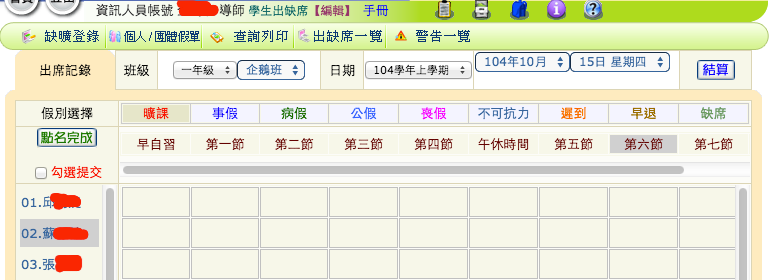 資訊人員帳號 導師 學生出缺席【編輯】 手冊
缺曠登錄 個人/團體假單 查詢列印 出缺席一覽 警告一覽
出席記錄 班級 一年級 企鵝班 日期 104學年上學期 104年10月 15日 星期四 結算
假別選擇 曠課 事假 病假 公假 喪假 不可抗力 遲到 早退 缺席
點名完成
早自習 第一節 第二節 第三節 第四節 午休時間 第五節 第六節 第七節
勾選提交
01.邱
02.蘇
03.張